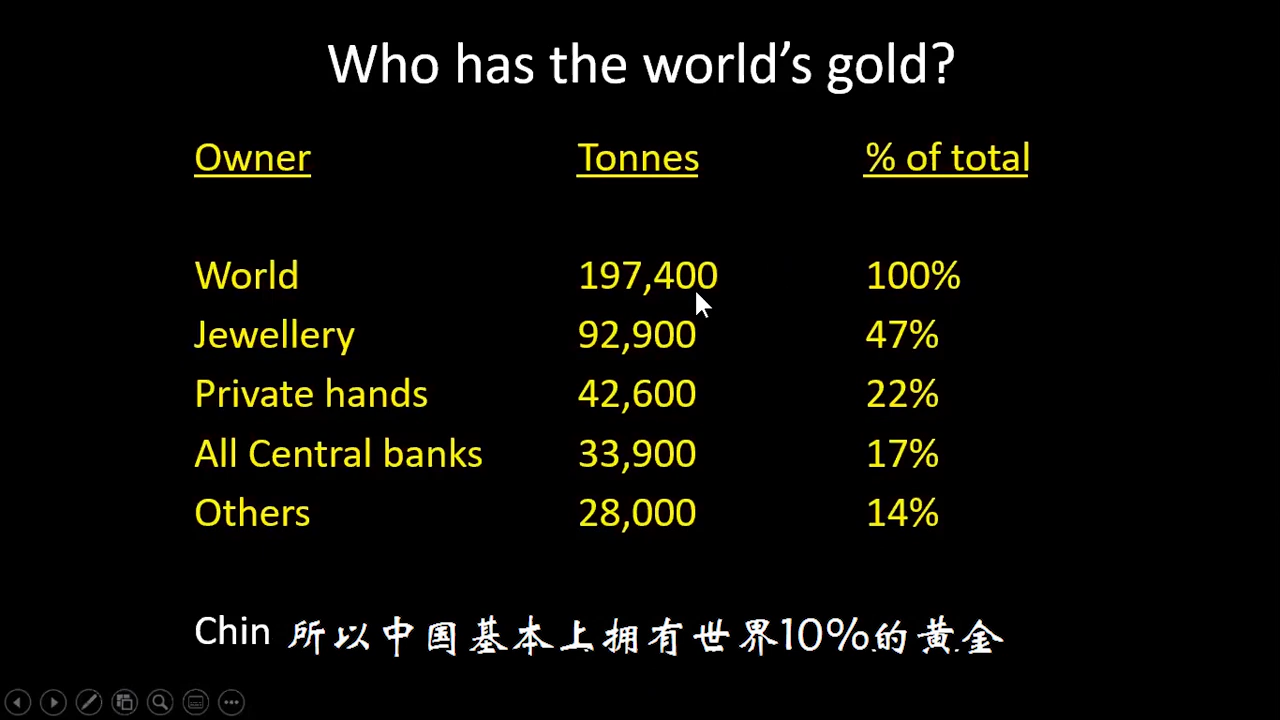 Who has the world’s gold?
Owner Tonnes % of total
World 197,400 100%
Jewellery 92,900 47%
Private hands 42,600 22%
All Central banks 33,900 17%
Others 28,000 14%
Chin 所以中国基本上拥有世界10%的黄金